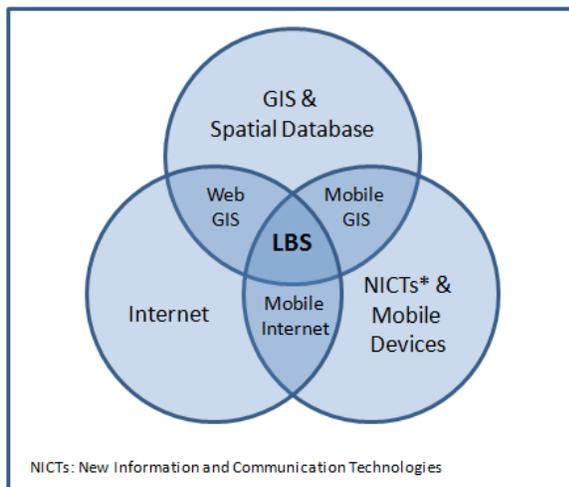 GIS &
Spatial Database
Web
GIS
Mobile
GIS
LBS
Internet
Mobile
Internet
NICTs* &
Mobile
Devices
NICTs: New Information and Communication Technologies